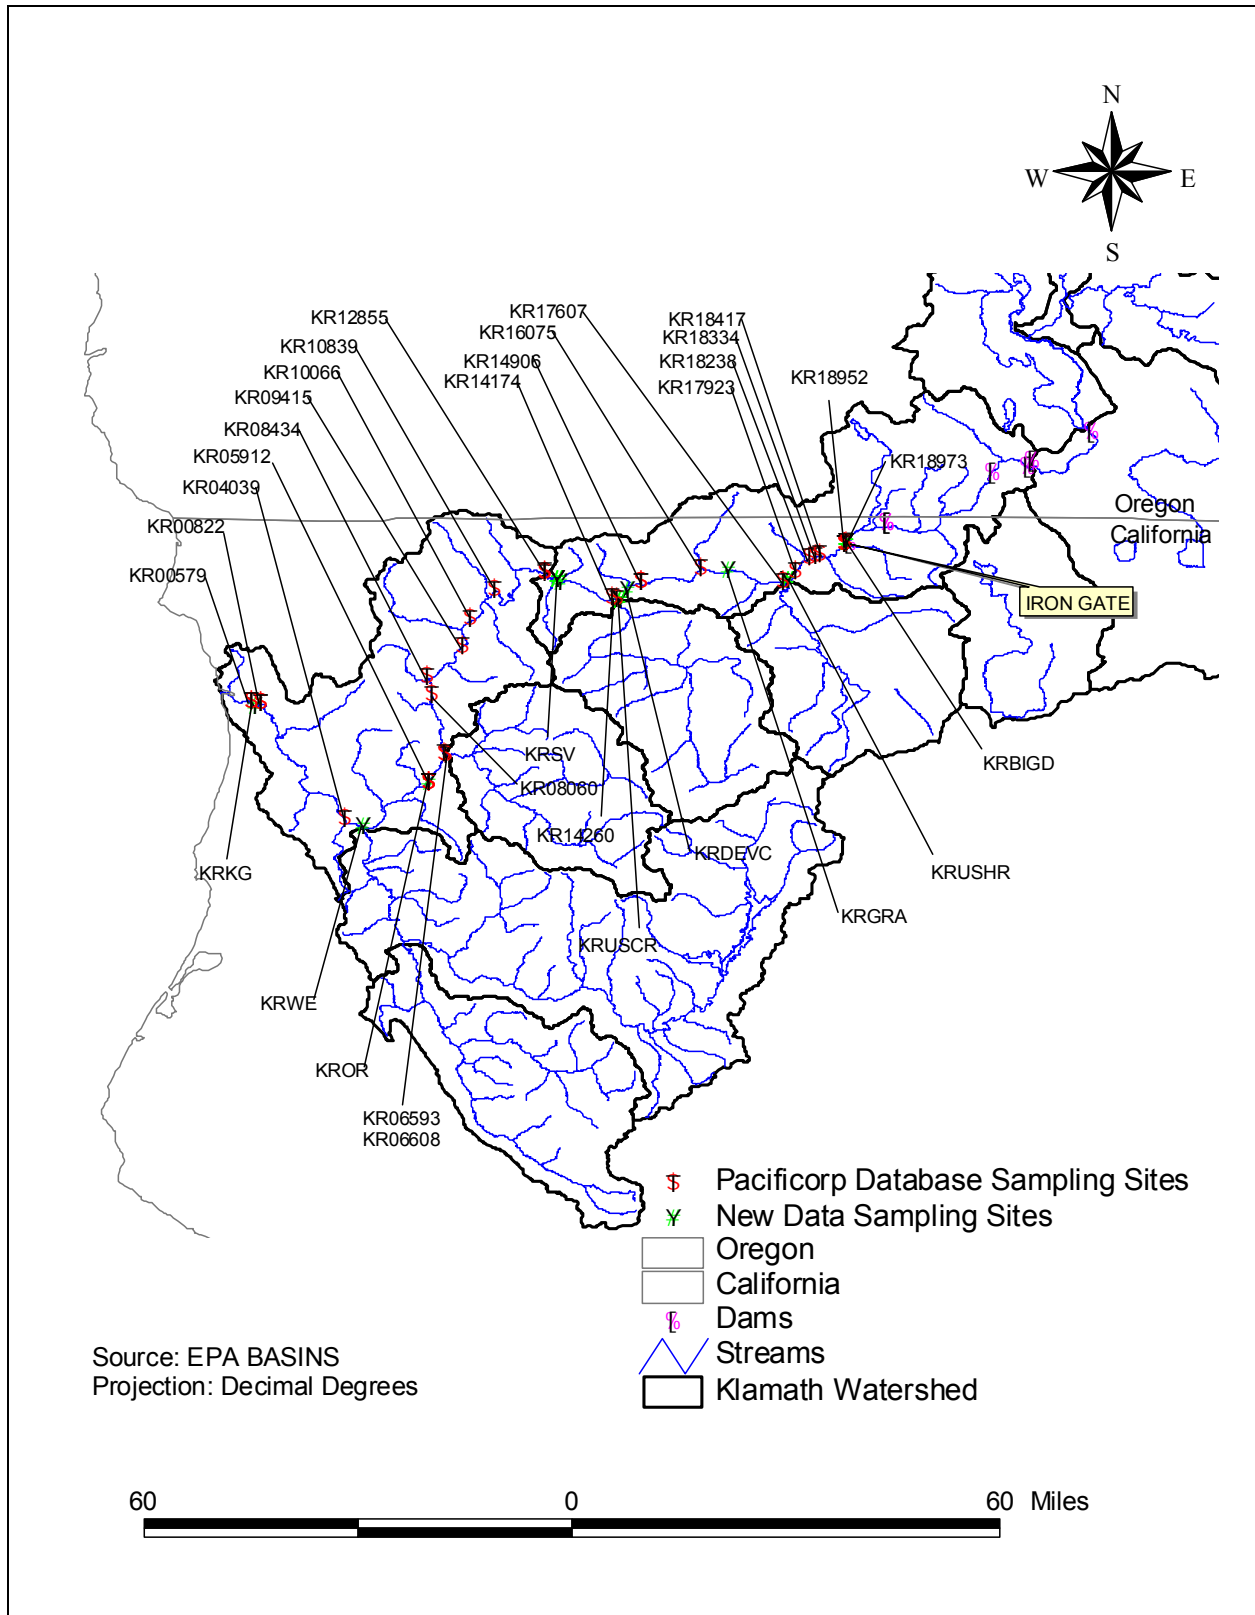 N
W E
S
KR12855
KR10839
KR10066
KR09415
KR08434
KR05912
KR04039
KR00822
KR00579
KR17607
KR16075
KR14906
KR14174
KR18417
KR18334
KR18238
KR17923
KR18952
KR18973
Oregon
California
IRON GATE
KRSV
KR08060
KR14260
KRDEVC
KRBIGD
KRUSHR
KRGRA
KRUSCR
KRKG
KRWE
KROR
KR06593
KR06608
Pacificorp Database Sampling Sites
New Data Sampling Sites
Oregon
California
Dams
Streams
Klamath Watershed
Source: EPA BASINS
Projection: Decimal Degrees
60 0 60 Miles